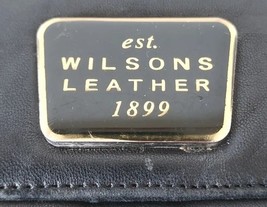 est.
WILSONS
LEATHER
1899